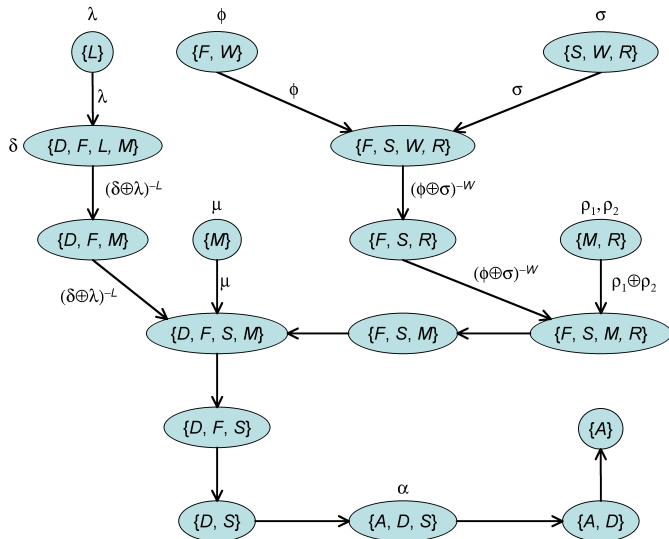 λ
ϕ
σ
{L}
{F, W}
{S, W, R}
λ
ϕ
σ
δ
{D, F, L, M}
{F, S, W, R}
(δ⊕λ)⁻ᴸ
(ϕ⊕σ)⁻ᵂ
μ
ρ₁, ρ₂
{D, F, M}
{M}
{F, S, R}
{M, R}
(δ⊕λ)⁻ᴸ
μ
(ϕ⊕σ)⁻ᵂ
ρ₁⊕ρ₂
{D, F, S, M}
{F, S, M}
{F, S, M, R}
{D, F, S}
{A}
α
{D, S}
{A, D, S}
{A, D}